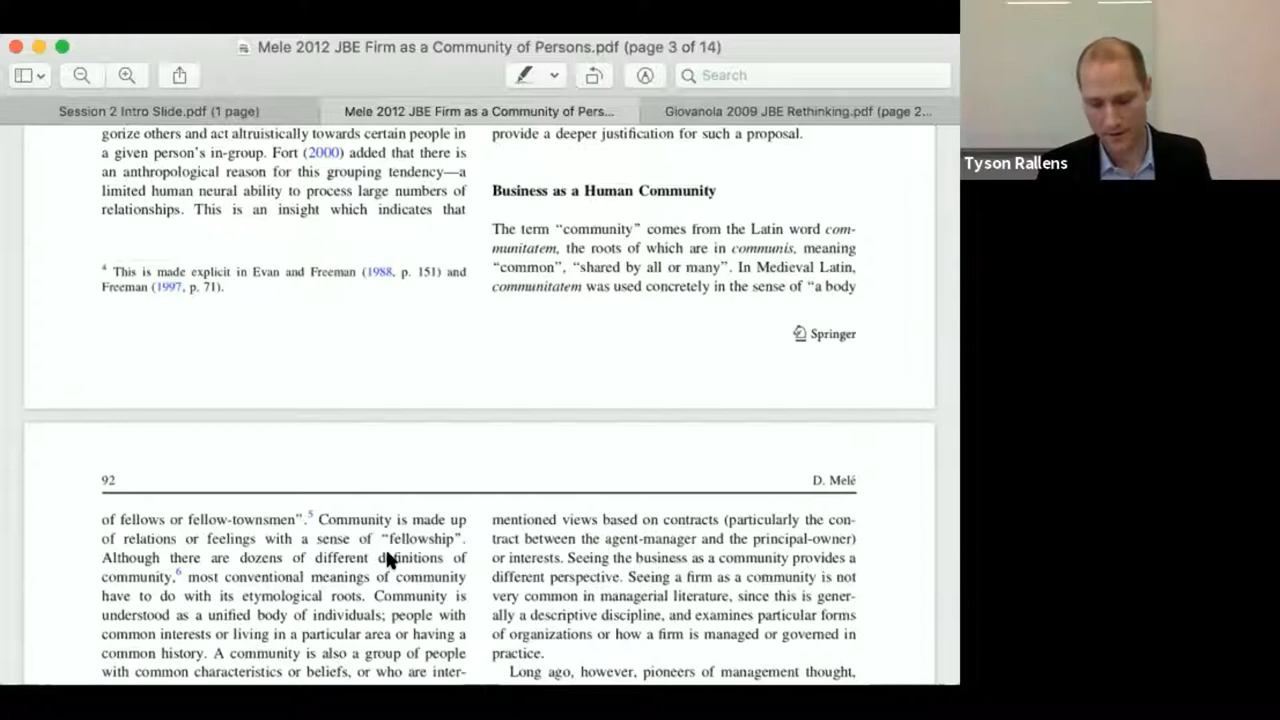 Mele 2012 JBE Firm as a Community of Persons.pdf (page 3 of 14)
Search
Session 2 Intro Slide.pdf (1 page)
Mele 2012 JBE Firm as a Community of Pers...
Giovanola 2009 JBE Rethinking.pdf (page 2...
gorize others and act altruistically towards certain people in
a given person's in-group. Fort (2000) added that there is
an anthropological reason for this grouping tendency—a
limited human neural ability to process large numbers of
relationships. This is an insight which indicates that
4 This is made explicit in Evan and Freeman (1988, p. 151) and
Freeman (1997, p. 71).
provide a deeper justification for such a proposal.
Business as a Human Community
The term “community” comes from the Latin word com-
munitatem, the roots of which are in communis, meaning
“common”, “shared by all or many”. In Medieval Latin,
communitatem was used concretely in the sense of “a body
Springer
92
D. Melé
of fellows or fellow-townsmen”.5 Community is made up
of relations or feelings with a sense of “fellowship”.
Although there are dozens of different definitions of
community,6 most conventional meanings of community
have to do with its etymological roots. Community is
understood as a unified body of individuals; people with
common interests or living in a particular area or having a
common history. A community is also a group of people
with common characteristics or beliefs, or who are inter-
mentioned views based on contracts (particularly the con-
tract between the agent-manager and the principal-owner)
or interests. Seeing the business as a community provides a
different perspective. Seeing a firm as a community is not
very common in managerial literature, since this is gener-
ally a descriptive discipline, and examines particular forms
of organizations or how a firm is managed or governed in
practice.
Long ago, however, pioneers of management thought,
Tyson Rallens